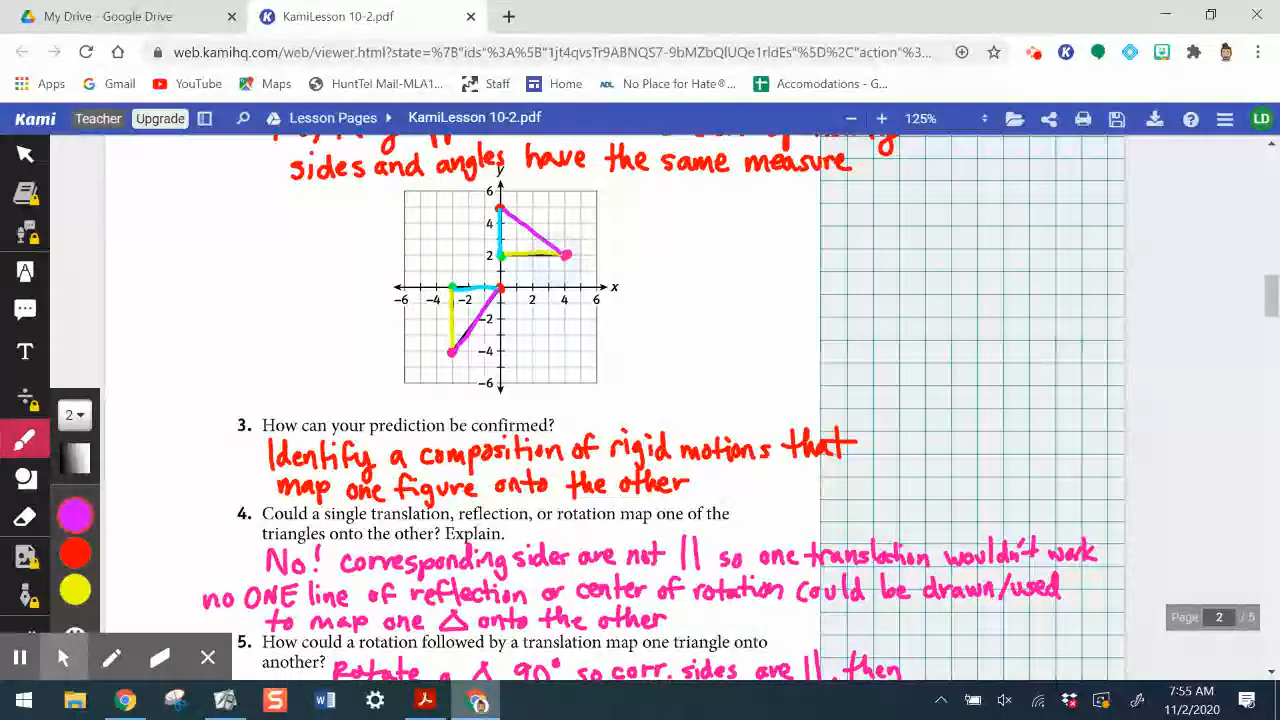 My Drive - Google Drive
KamiLesson 10-2.pdf
web.kamihq.com/web/viewer.html?state=%7B"ids"%3A%5B"1jt4qvsTr9ABNQS7-9bMZbQlUQe1rldEs"%5D%2C"action"%3...
Apps
Gmail
YouTube
Maps
HuntTel Mail-MLA1...
Staff
Home
ADL No Place for Hate®...
Accomodations - G...
Kami
Teacher
Upgrade
Lesson Pages
KamiLesson 10-2.pdf
125%
LD
sides and angles have the same measure
y
6
4
2
-6 -4 -2 2 4 6 x
-2
-4
-6
3. How can your prediction be confirmed?
Identify a composition of rigid motions that
map one figure onto the other
4. Could a single translation, reflection, or rotation map one of the
triangles onto the other? Explain.
No! corresponding sides are not || so one translation wouldn't work
no ONE line of reflection or center of rotation could be drawn/used
to map one △ onto the other
5. How could a rotation followed by a translation map one triangle onto
another?
Rotate a △ 90° so corr. sides are ||, then
2
Page 2 / 5
7:55 AM
11/2/2020